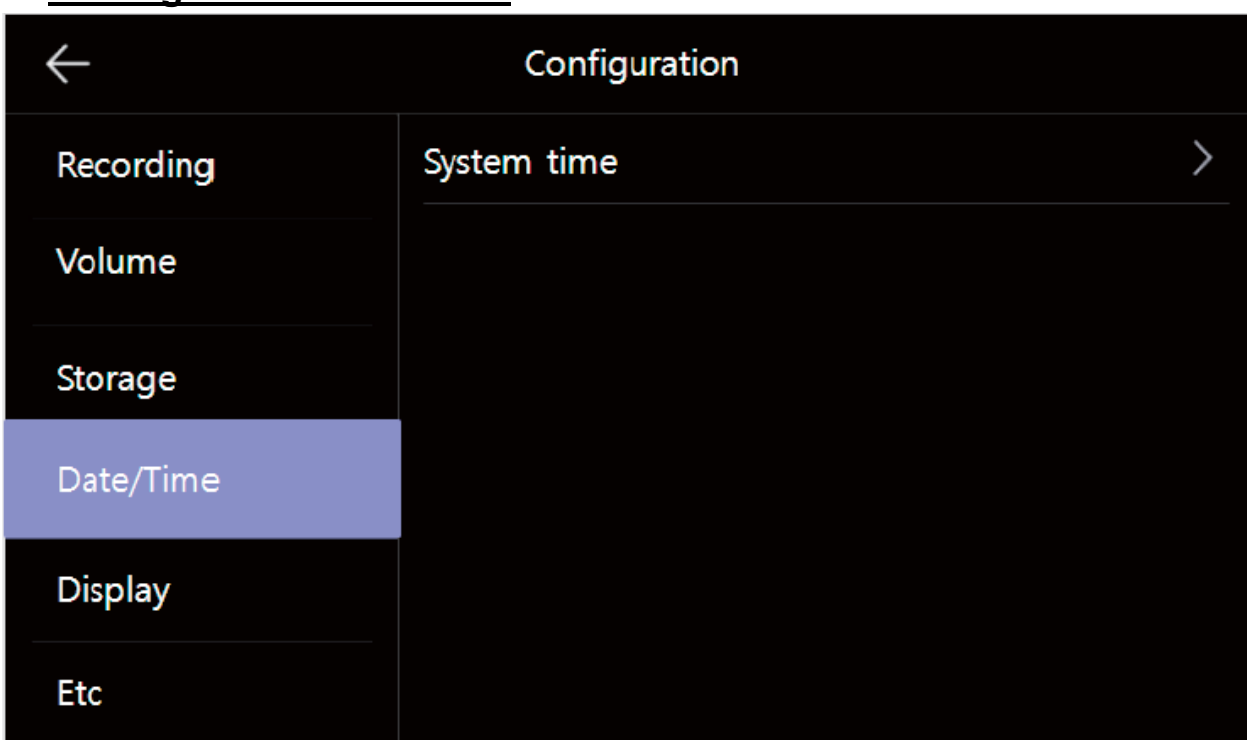 Configuration
Recording
Volume
Storage
Date/Time
Display
Etc
System time